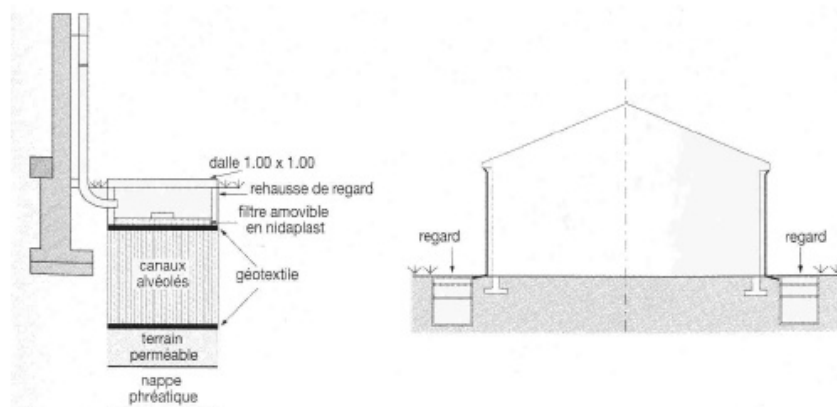 dalle 1.00 x 1.00
rehausse de regard
filtre amovible
en nidaplast
géotextile
canaux
alvéolés
terrain
perméable
nappe
phréatique
regard
regard